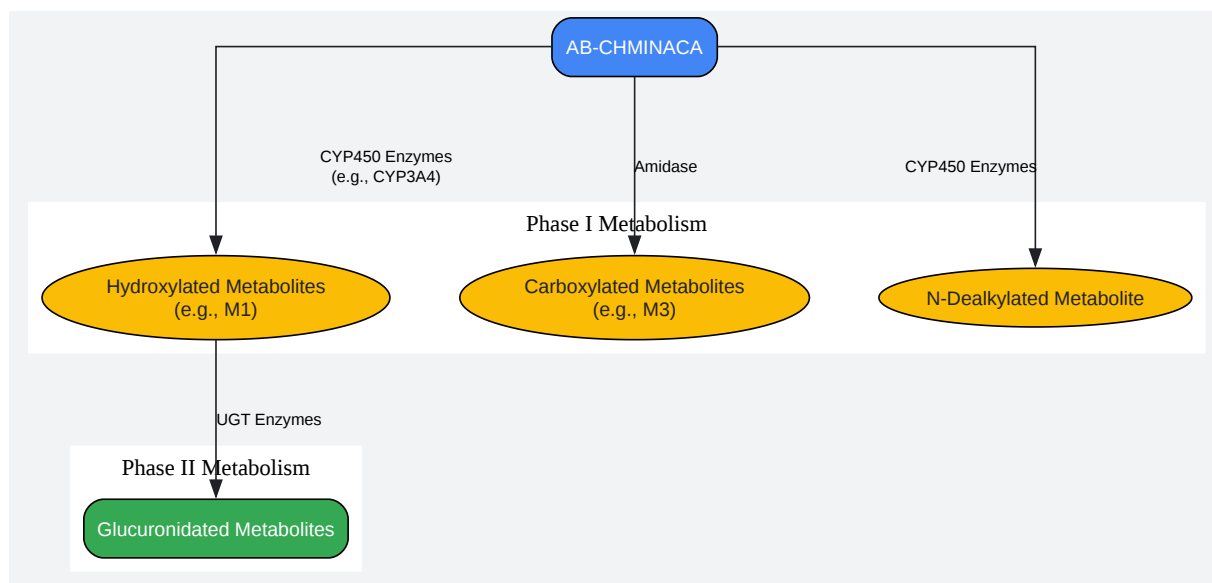 AB-CHMINACA
CYP450 Enzymes
(e.g., CYP3A4)
Amidase
CYP450 Enzymes
Phase I Metabolism
Hydroxylated Metabolites
(e.g., M1)
Carboxylated Metabolites
(e.g., M3)
N-Dealkylated Metabolite
UGT Enzymes
Phase II Metabolism
Glucuronidated Metabolites